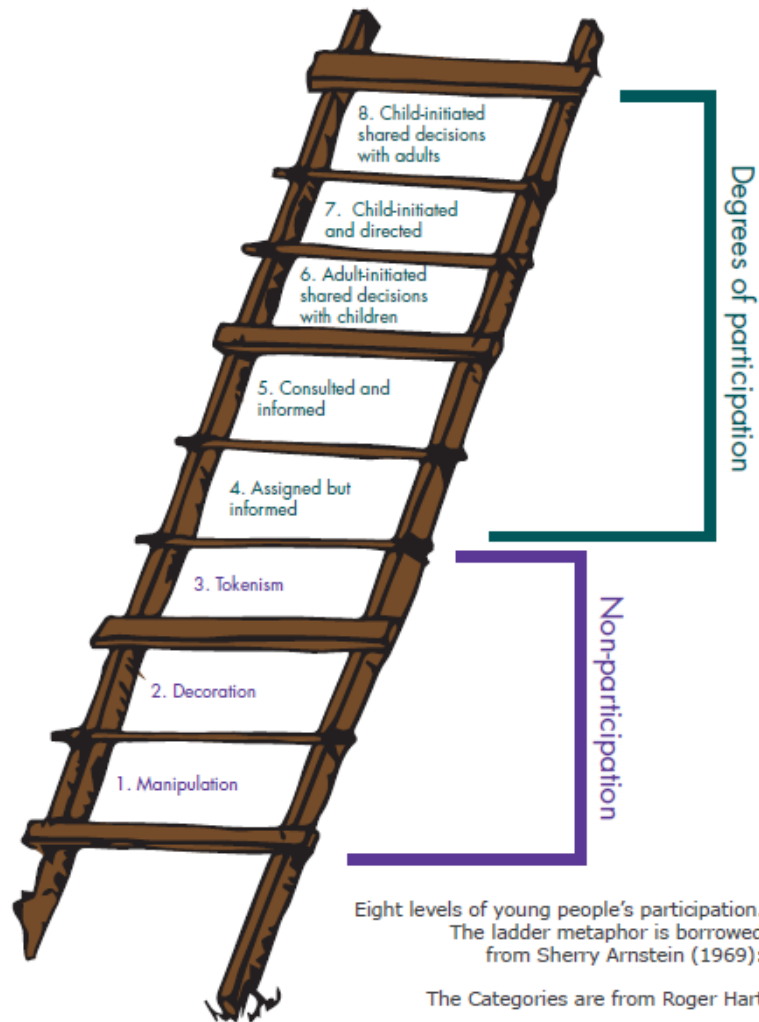 8. Child-initiated
shared decisions
with adults
7. Child-initiated
and directed
6. Adult-initiated
shared decisions
with children
5. Consulted and
informed
4. Assigned but
informed
3. Tokenism
2. Decoration
1. Manipulation
Degrees of participation
Non-participation
Eight levels of young people's participation.
The ladder metaphor is borrowed
from Sherry Arnstein (1969):
The Categories are from Roger Hart